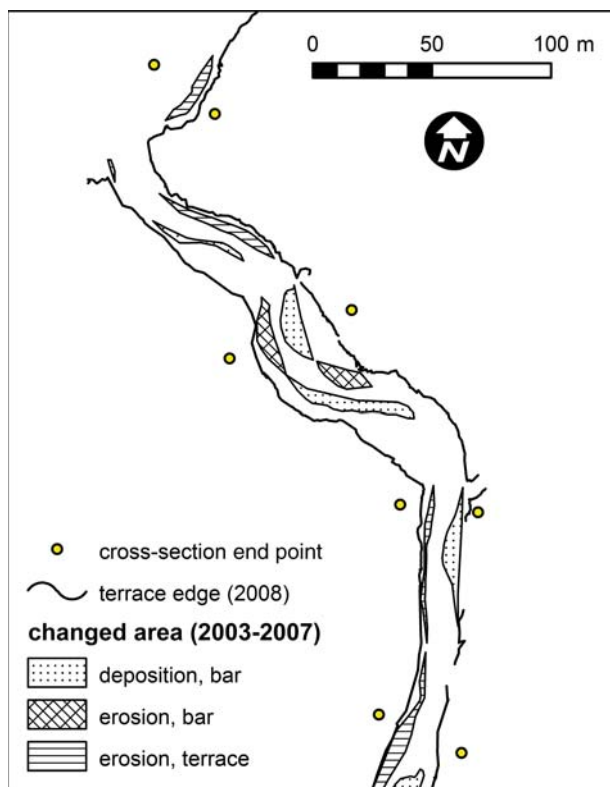 0 50 100 m
N
cross-section end point
terrace edge (2008)
changed area (2003-2007)
deposition, bar
erosion, bar
erosion, terrace